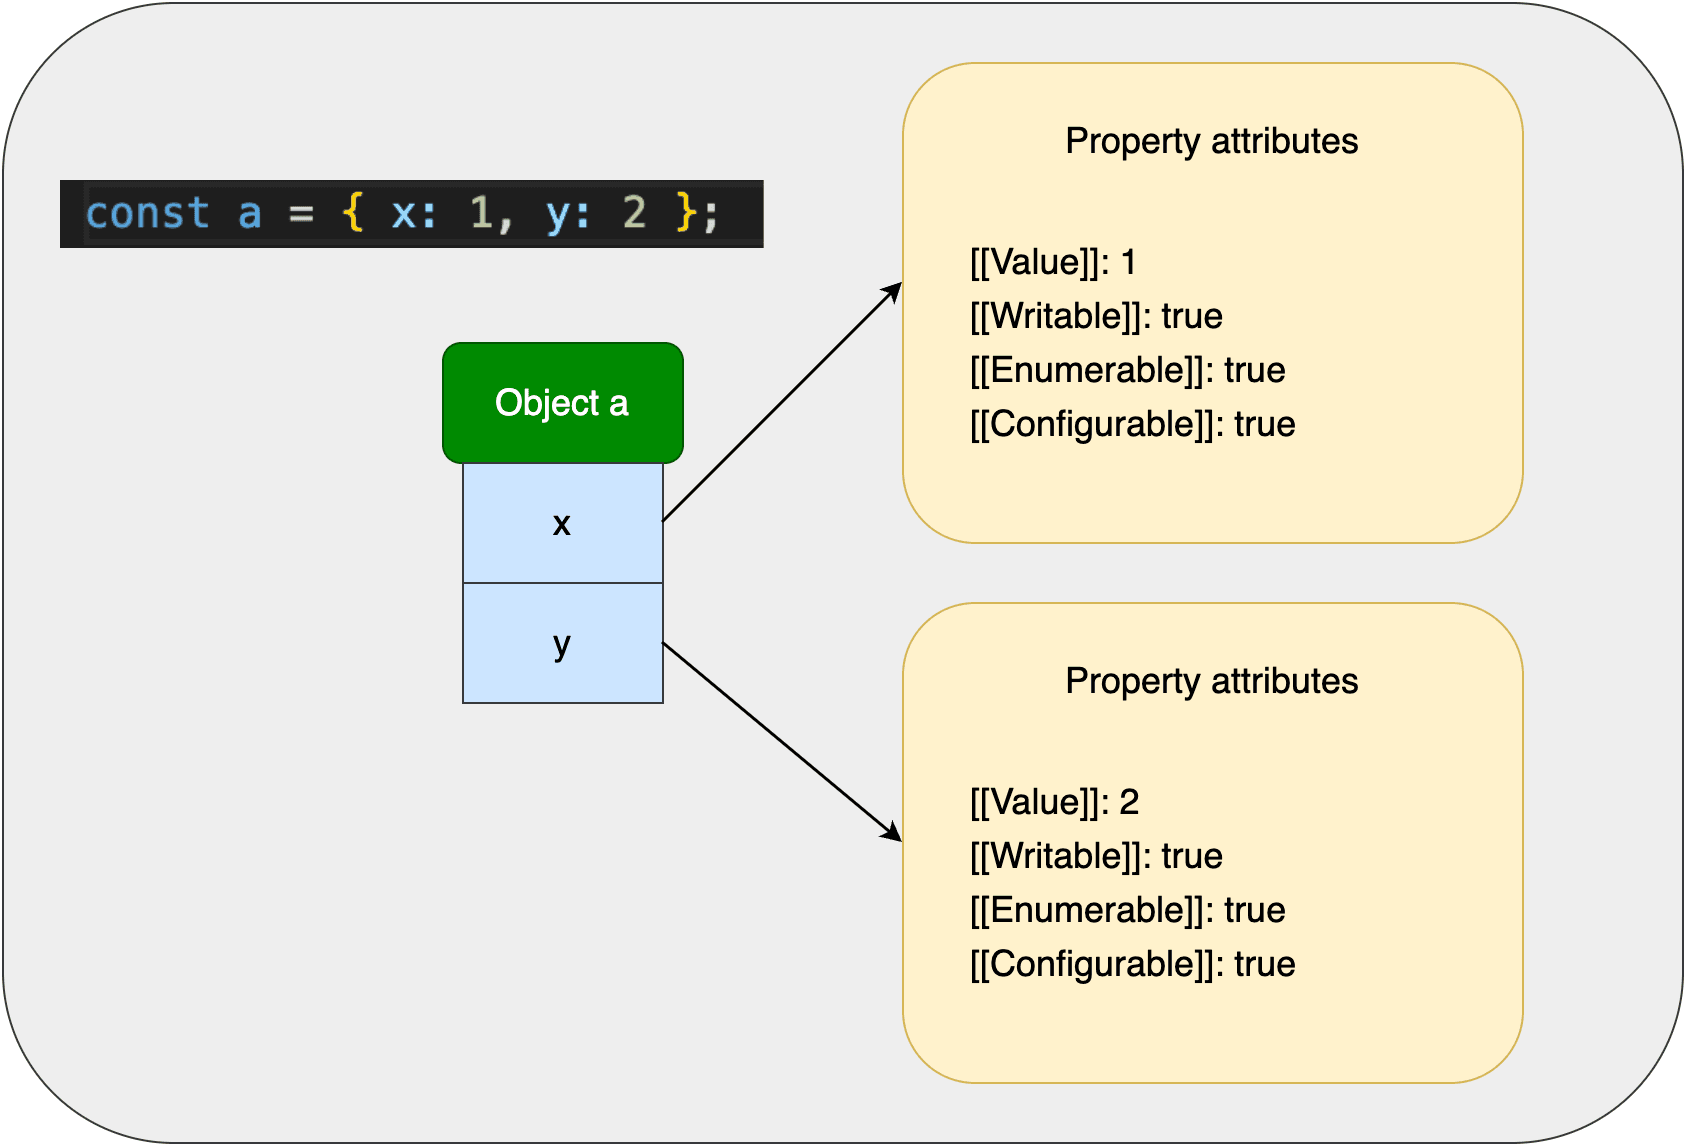 const a = { x: 1, y: 2 };
Object a
x
y
Property attributes
[[Value]]: 1
[[Writable]]: true
[[Enumerable]]: true
[[Configurable]]: true
Property attributes
[[Value]]: 2
[[Writable]]: true
[[Enumerable]]: true
[[Configurable]]: true